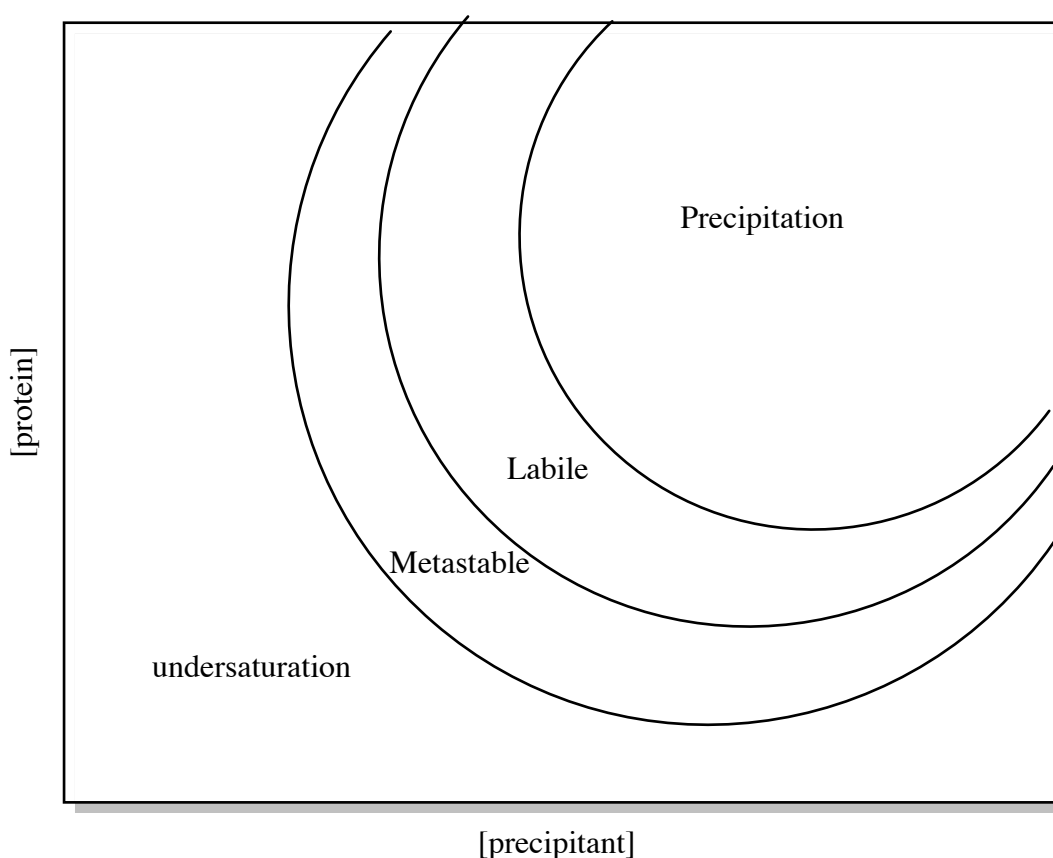 Precipitation
[protein]
Labile
Metastable
undersaturation
[precipitant]